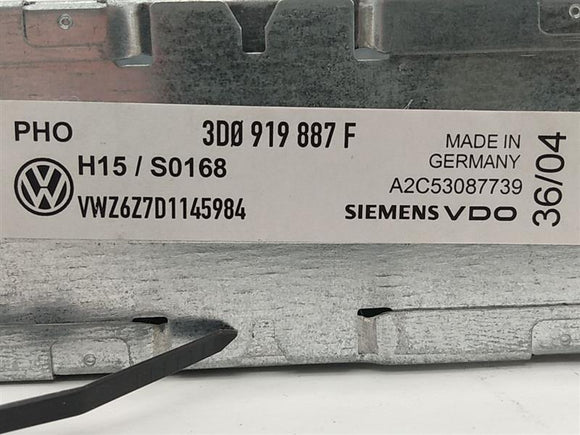 PHO 3D0 919 887 F
H15 / S0168
VWZ6Z7D1145984
MADE IN
GERMANY
A2C53087739
SIEMENS VDO
36/04